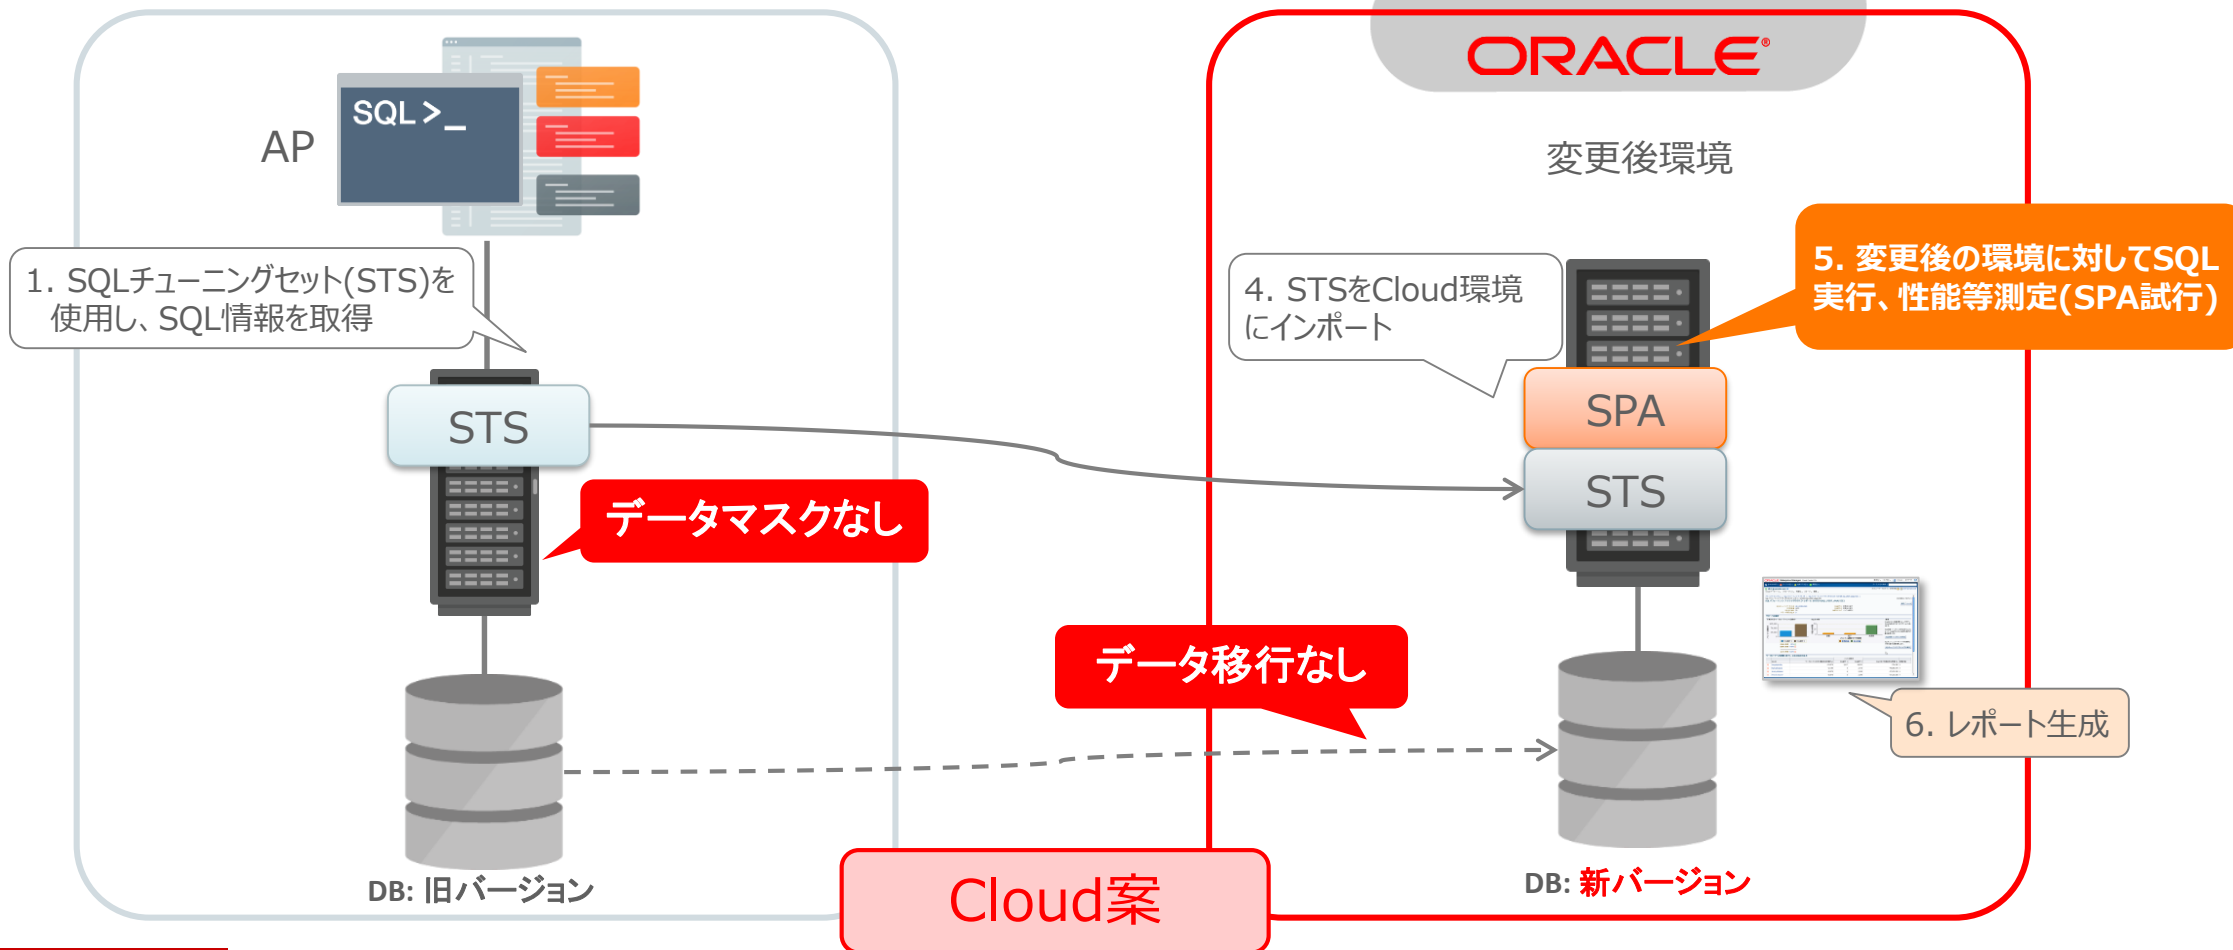 ORACLE®
SQL >_
AP
変更後環境
1. SQLチューニングセット(STS)を
使用し、SQL情報を取得
4. STSをCloud環境
にインポート
5. 変更後の環境に対してSQL
実行、性能等測定(SPA試行)
STS
SPA
STS
データマスクなし
データ移行なし
6. レポート生成
DB: 旧バージョン
DB: 新バージョン
Cloud案